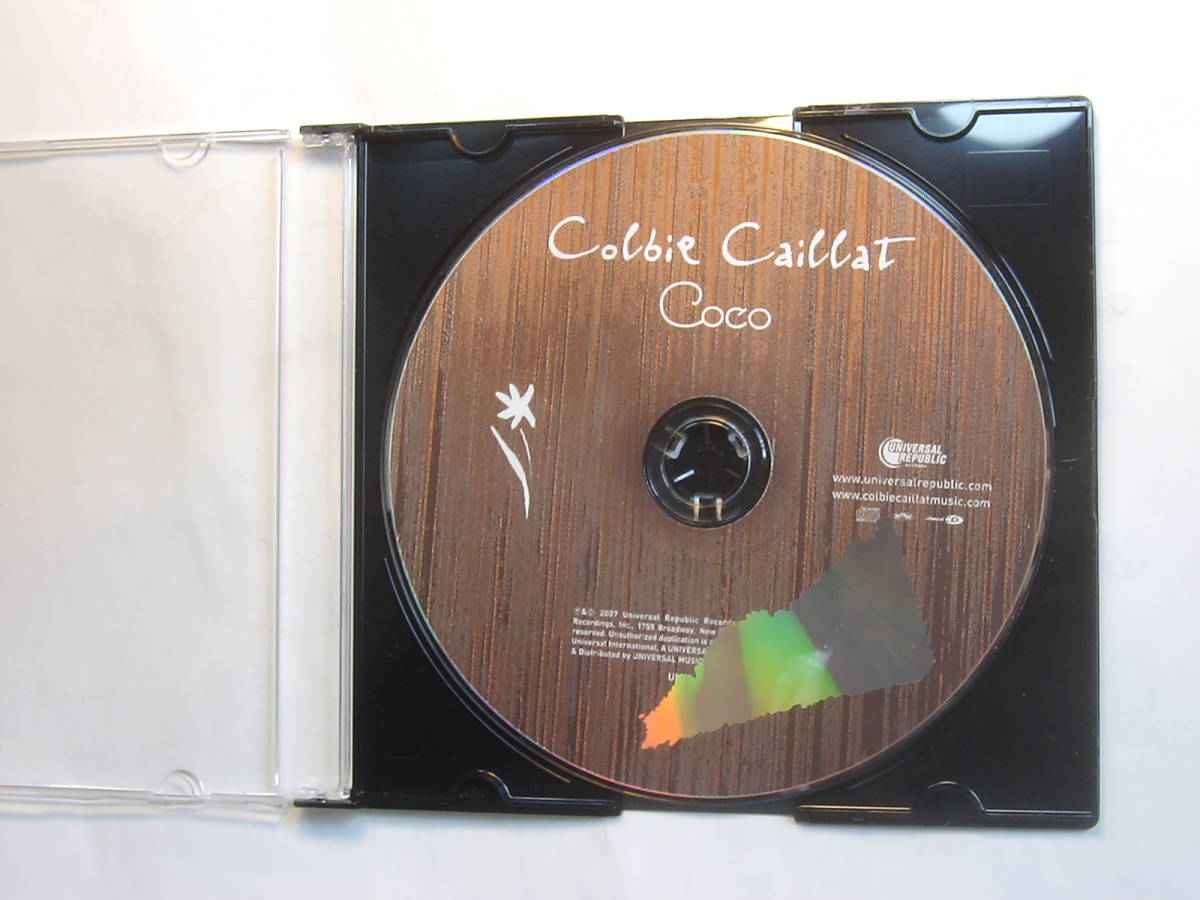 Colbie Caillat
Coco
UNIVERSAL
REPUBLIC
RECORDS
www.universalrepublic.com
www.colbiecaillatmusic.com
℗&© 2007 Universal Republic Records
Recordings, Inc., 1755 Broadway, New
reserved. Unauthorized duplication is
Universal International, A UNIVERSAL
& Distributed by UNIVERSAL MUSIC